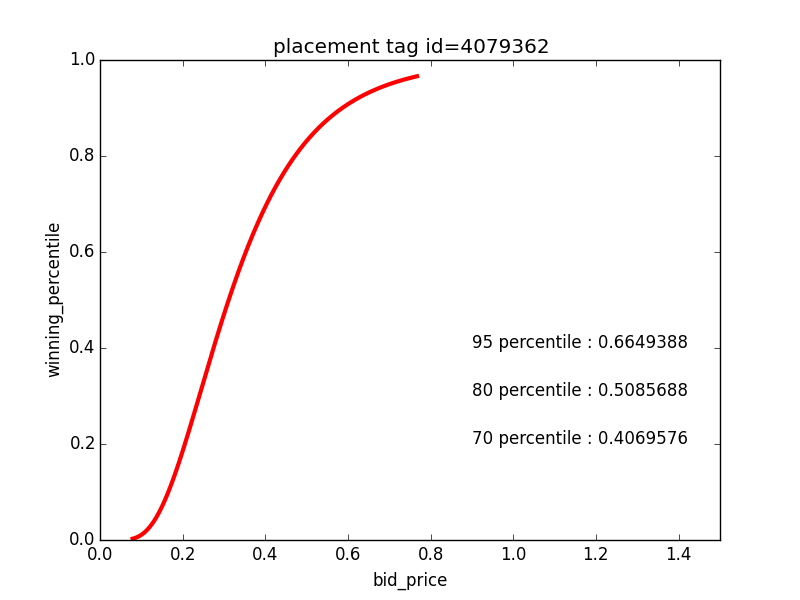 placement tag id=4079362
1.0
0.8
0.6
0.4
0.2
0.0
winning_percentile
95 percentile : 0.6649388
80 percentile : 0.5085688
70 percentile : 0.4069576
0.0 0.2 0.4 0.6 0.8 1.0 1.2 1.4
bid_price